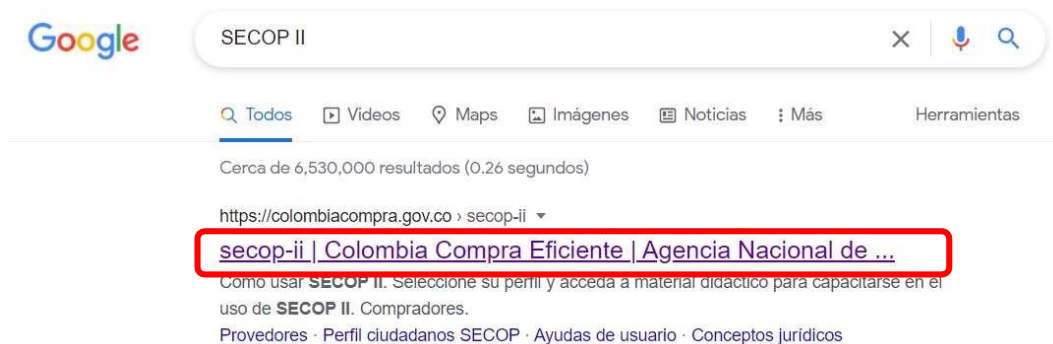 Google
SECOP II
Todos Videos Maps Imágenes Noticias Más Herramientas
Cerca de 6,530,000 resultados (0.26 segundos)
https://colombiacompra.gov.co › secop-ii
secop-ii | Colombia Compra Eficiente | Agencia Nacional de ...
Cómo usar SECOP II. Seleccione su perfil y acceda a material didáctico para capacitarse en el
uso de SECOP II. Compradores.
Provedores · Perfil ciudadanos SECOP · Ayudas de usuario · Conceptos jurídicos